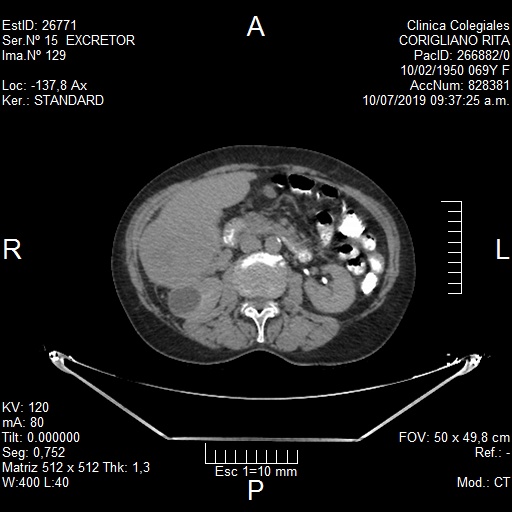 EstID: 26771
Ser.Nº 15  EXCRETOR
Ima.Nº 129
Loc: -137,8 Ax
Ker.: STANDARD
A
Clinica Colegiales
CORIGLIANO RITA
PacID: 266882/0
10/02/1950 069Y F
AccNum: 828381
10/07/2019 09:37:25 a.m.
R
L
KV: 120
mA: 80
Tilt: 0.000000
Seg: 0,752
Matriz 512 x 512 Thk: 1,3
W:400 L:40
Esc 1=10 mm
P
FOV: 50 x 49,8 cm
Ref.: -
Mod.: CT